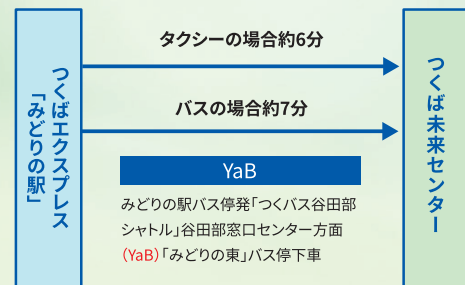 つくばエクスプレス
「みどりの駅」
タクシーの場合約6分
バスの場合約7分
YaB
みどりの駅バス停発「つくバス谷田部
シャトル」谷田部窓口センター方面
(YaB)「みどりの東」バス停下車
つくば未来センター